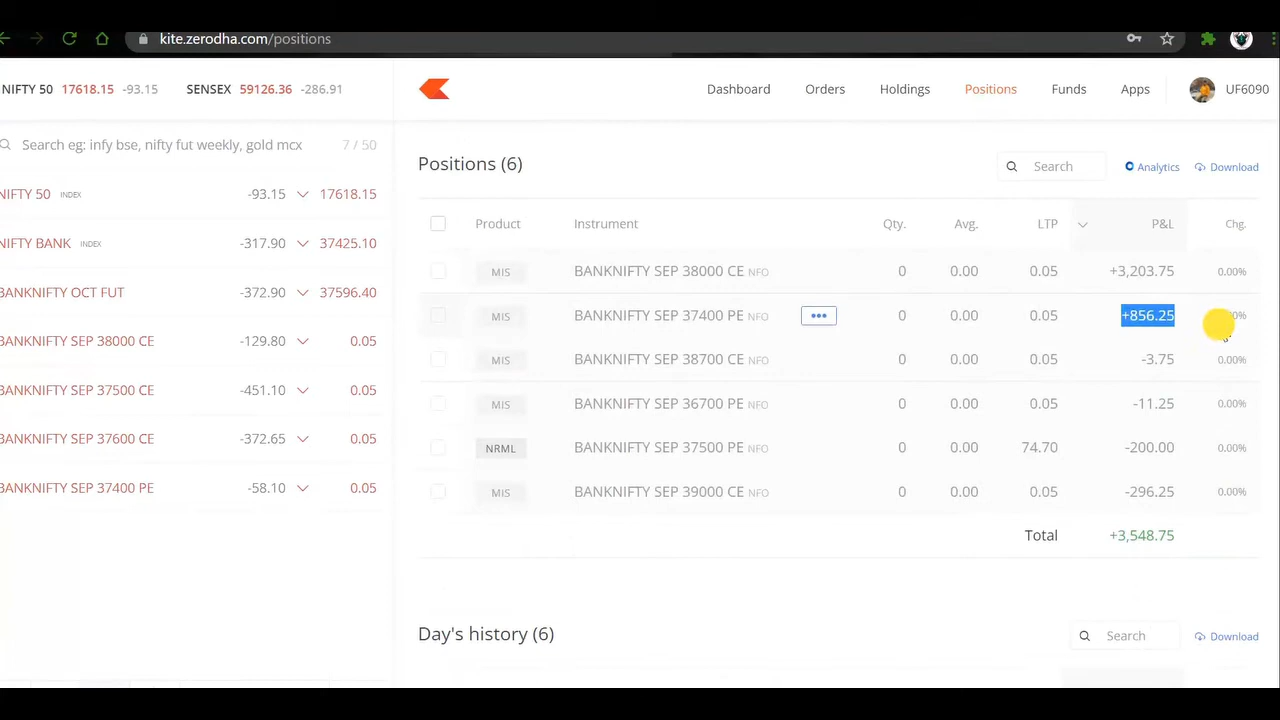 kite.zerodha.com/positions
NIFTY 50 17618.15 -93.15 SENSEX 59126.36 -286.91
Dashboard Orders Holdings Positions Funds Apps UF6090
Search eg: infy bse, nifty fut weekly, gold mcx 7 / 50
NIFTY 50 INDEX -93.15 17618.15
NIFTY BANK INDEX -317.90 37425.10
BANKNIFTY OCT FUT -372.90 37596.40
BANKNIFTY SEP 38000 CE -129.80 0.05
BANKNIFTY SEP 37500 CE -451.10 0.05
BANKNIFTY SEP 37600 CE -372.65 0.05
BANKNIFTY SEP 37400 PE -58.10 0.05
Positions (6) Search Analytics Download
Product Instrument Qty. Avg. LTP P&L Chg.
MIS BANKNIFTY SEP 38000 CE NFO 0 0.00 0.05 +3,203.75 0.00%
MIS BANKNIFTY SEP 37400 PE NFO 0 0.00 0.05 +856.25
MIS BANKNIFTY SEP 38700 CE NFO 0 0.00 0.05 -3.75 0.00%
MIS BANKNIFTY SEP 36700 PE NFO 0 0.00 0.05 -11.25 0.00%
NRML BANKNIFTY SEP 37500 PE NFO 0 0.00 74.70 -200.00 0.00%
MIS BANKNIFTY SEP 39000 CE NFO 0 0.00 0.05 -296.25 0.00%
Total +3,548.75
Day's history (6) Search Download